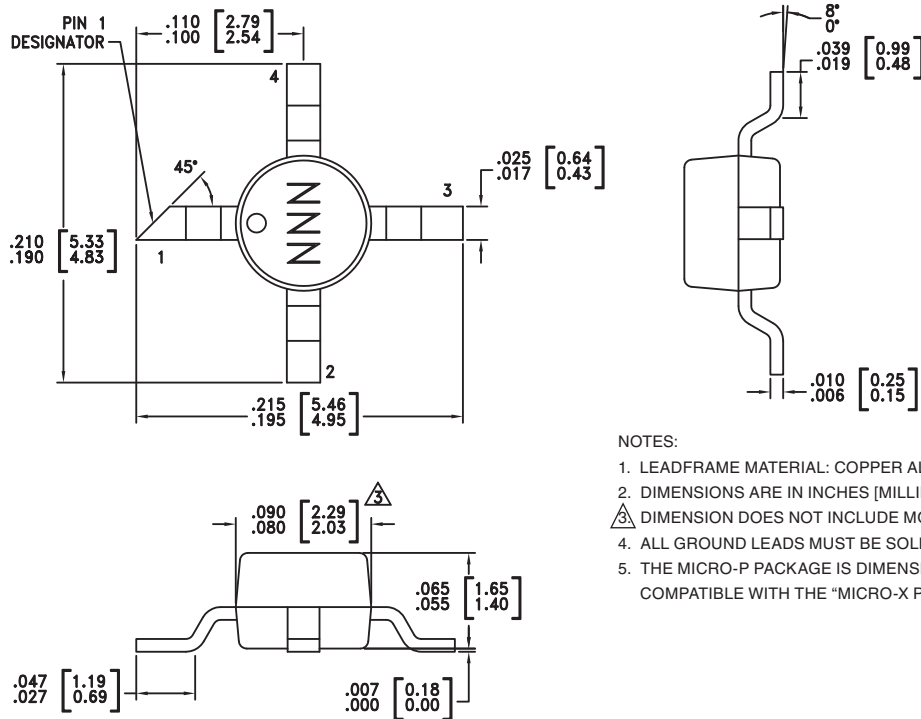 PIN 1
DESIGNATOR
.110 [2.79]
.100 [2.54]
4
45°
3
.025 [0.64]
.017 [0.43]
NNN
1
.210 [5.33]
.190 [4.83]
2
.215 [5.46]
.195 [4.95]
8°
0°
.039 [0.99]
.019 [0.48]
.010 [0.25]
.006 [0.15]
.090 [2.29]
.080 [2.03]
3
.065 [1.65]
.055 [1.40]
.047 [1.19]
.027 [0.69]
.007 [0.18]
.000 [0.00]
NOTES:
1. LEADFRAME MATERIAL: COPPER
2. DIMENSIONS ARE IN INCHES
3. DIMENSION DOES NOT INCLUDE
4. ALL GROUND LEADS MUST BE
5. THE MICRO-P PACKAGE IS
COMPATIBLE WITH THE “MICRO-X